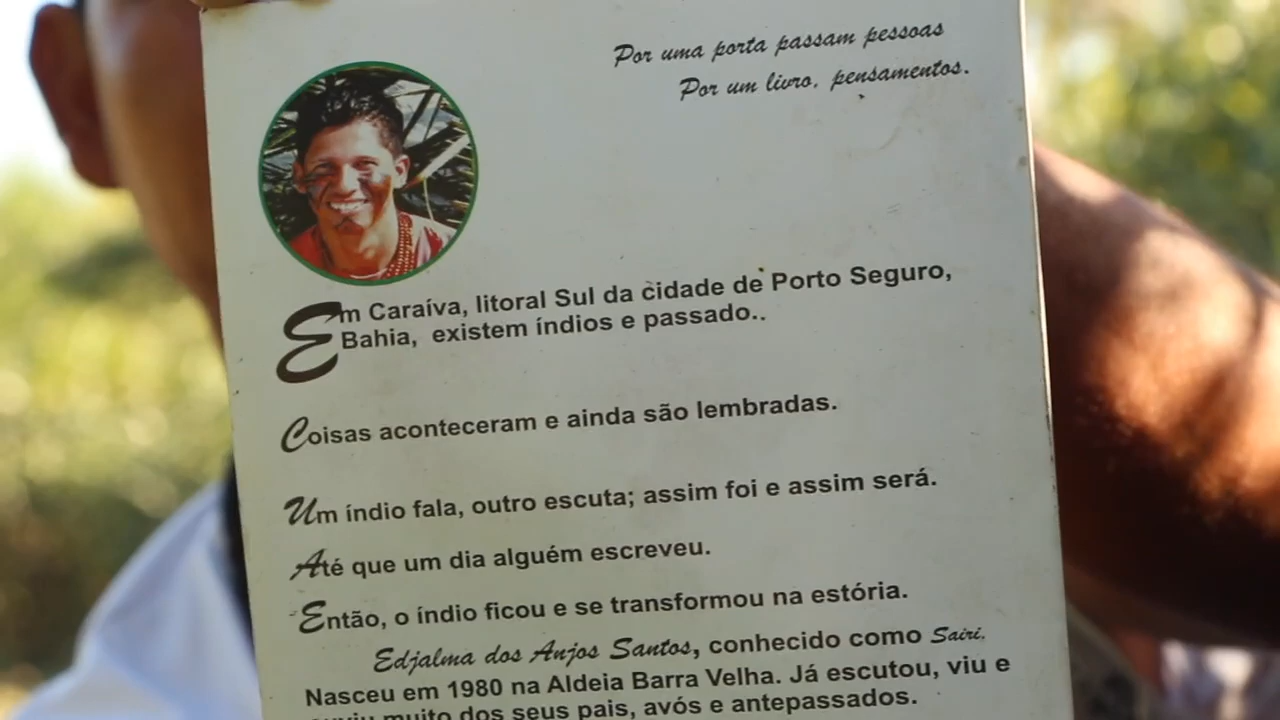 Por uma porta passam pessoas
Por um livro, pensamentos.
Em Caraíva, litoral Sul da cidade de Porto Seguro,
Bahia, existem índios e passado..
Coisas aconteceram e ainda são lembradas.
Um índio fala, outro escuta; assim foi e assim será.
Até que um dia alguém escreveu.
Então, o índio ficou e se transformou na estória.
Edjalma dos Anjos Santos, conhecido como Sairi.
Nasceu em 1980 na Aldeia Barra Velha. Já escutou, viu e
muito dos seus pais, avós e antepassados.